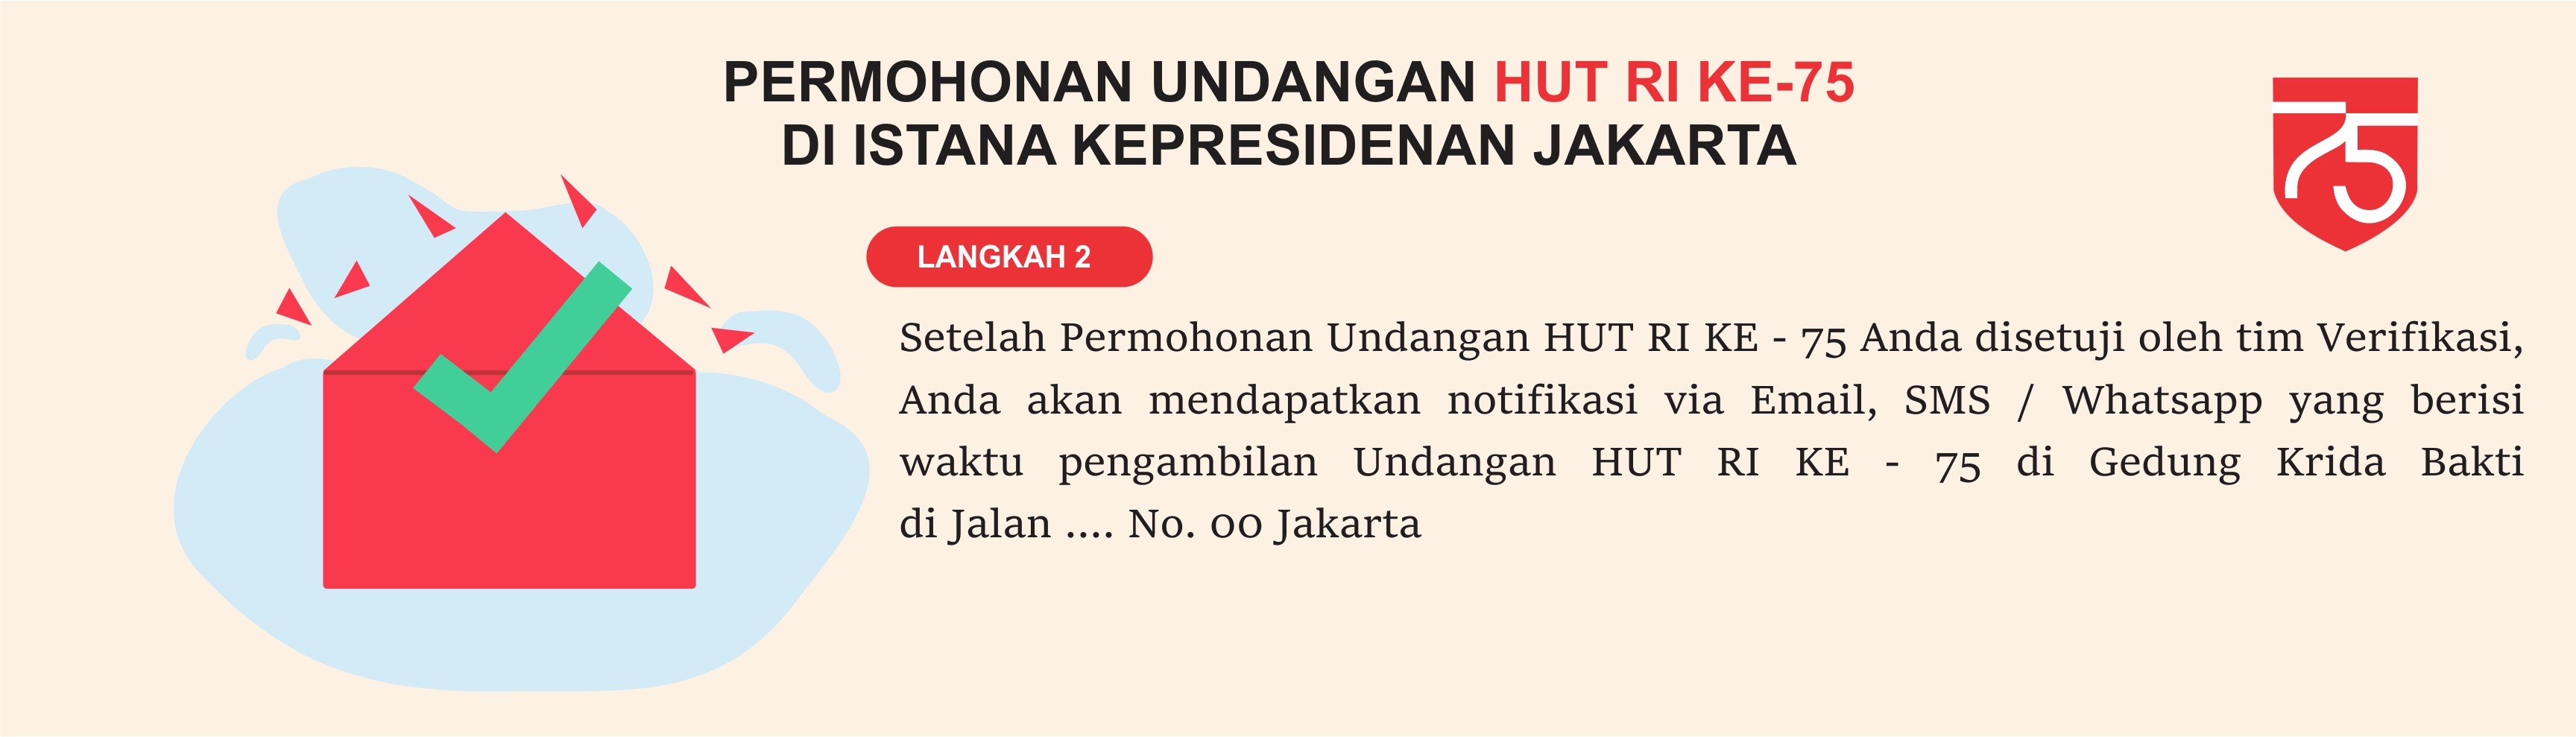 PERMOHONAN UNDANGAN HUT RI KE-75
DI ISTANA KEPRESIDENAN JAKARTA
75
LANGKAH 2
Setelah Permohonan Undangan HUT RI KE - 75 Anda disetuji oleh tim Verifikasi,
Anda akan mendapatkan notifikasi via Email, SMS / Whatsapp yang berisi
waktu pengambilan Undangan HUT RI KE - 75 di Gedung Krida Bakti
di Jalan .... No. 00 Jakarta